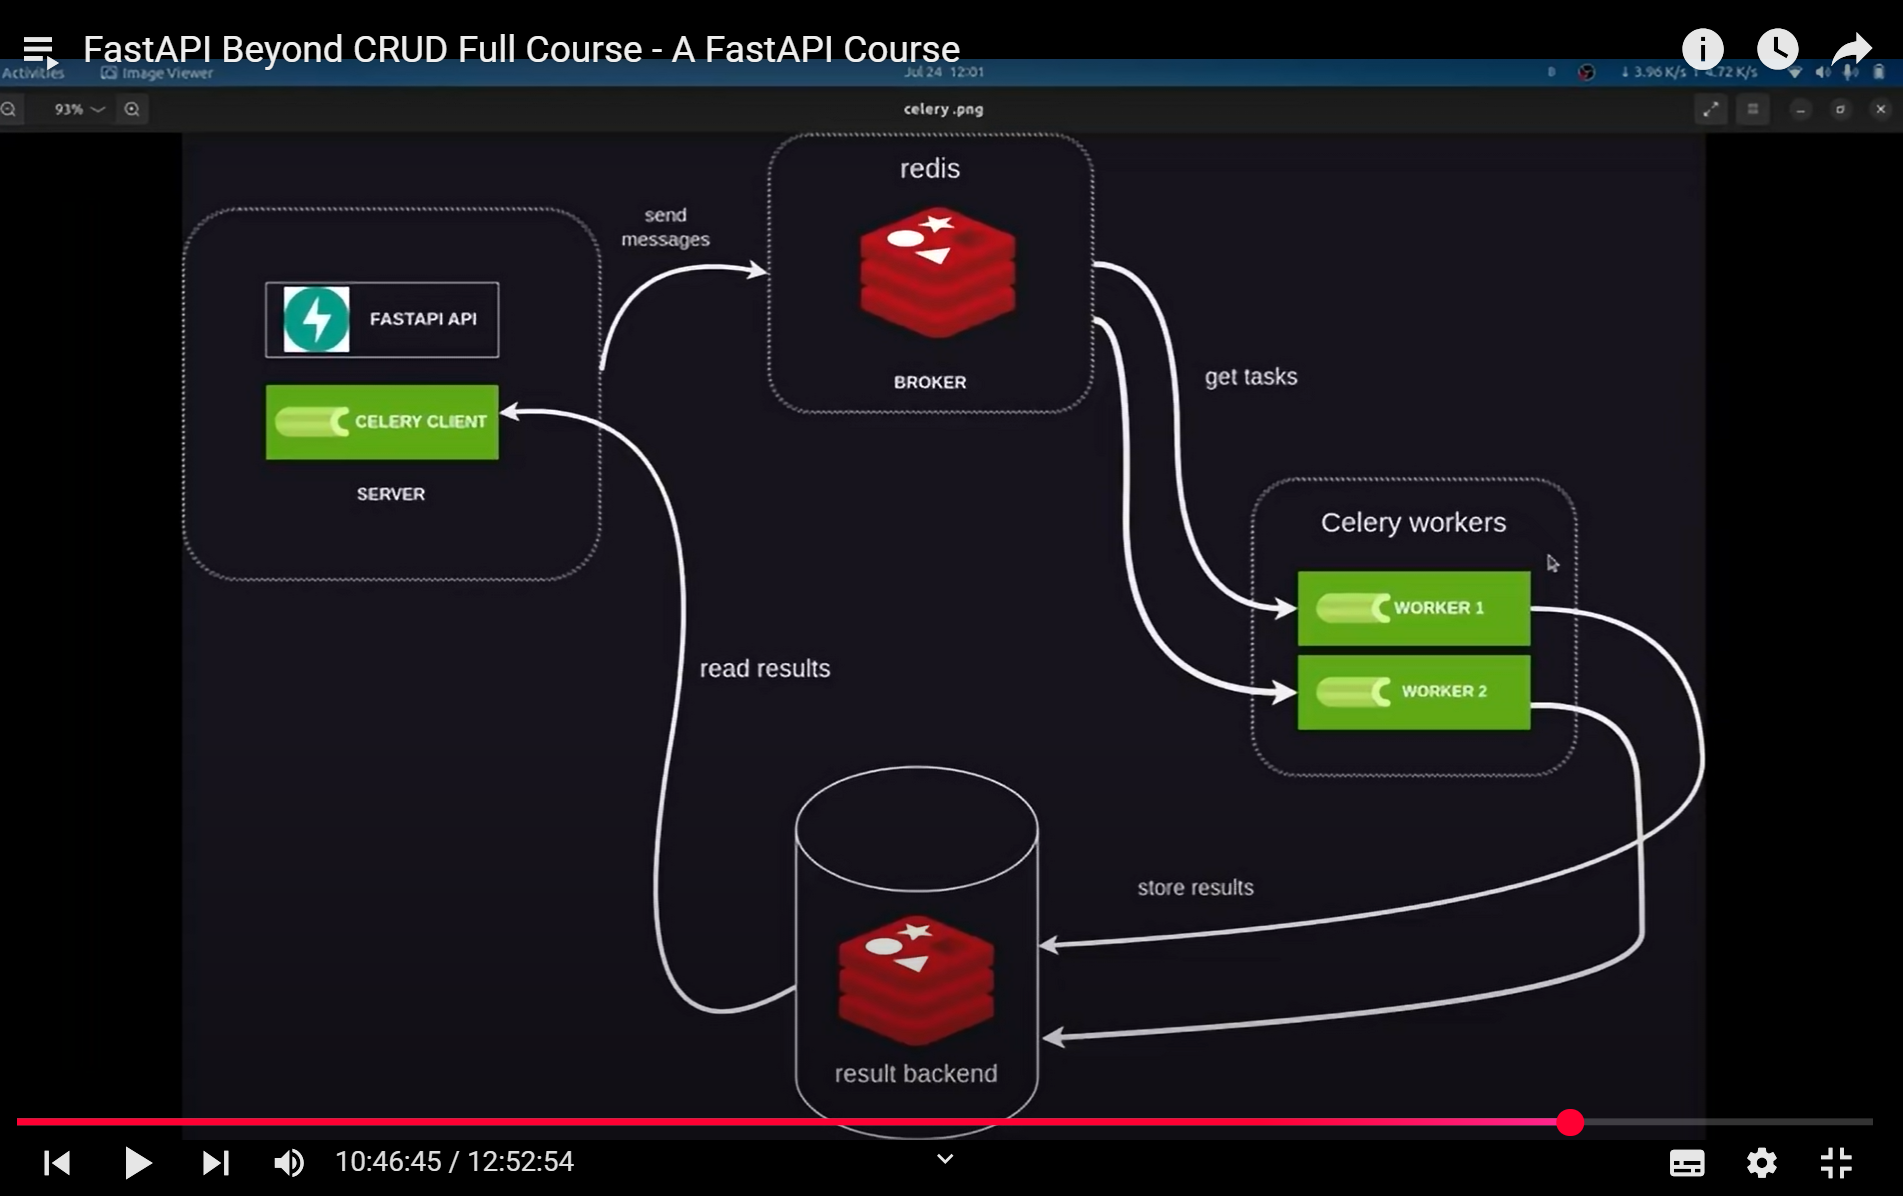 FastAPI Beyond CRUD Full Course - A FastAPI Course
Activities
Image Viewer
Jul 24 12:01
3.96 K/s
4.72 K/s
93%
celery .png
redis
send
messages
FASTAPI API
BROKER
get tasks
CELERY CLIENT
SERVER
Celery workers
WORKER 1
read results
WORKER 2
store results
result backend
10:46:45 / 12:52:54